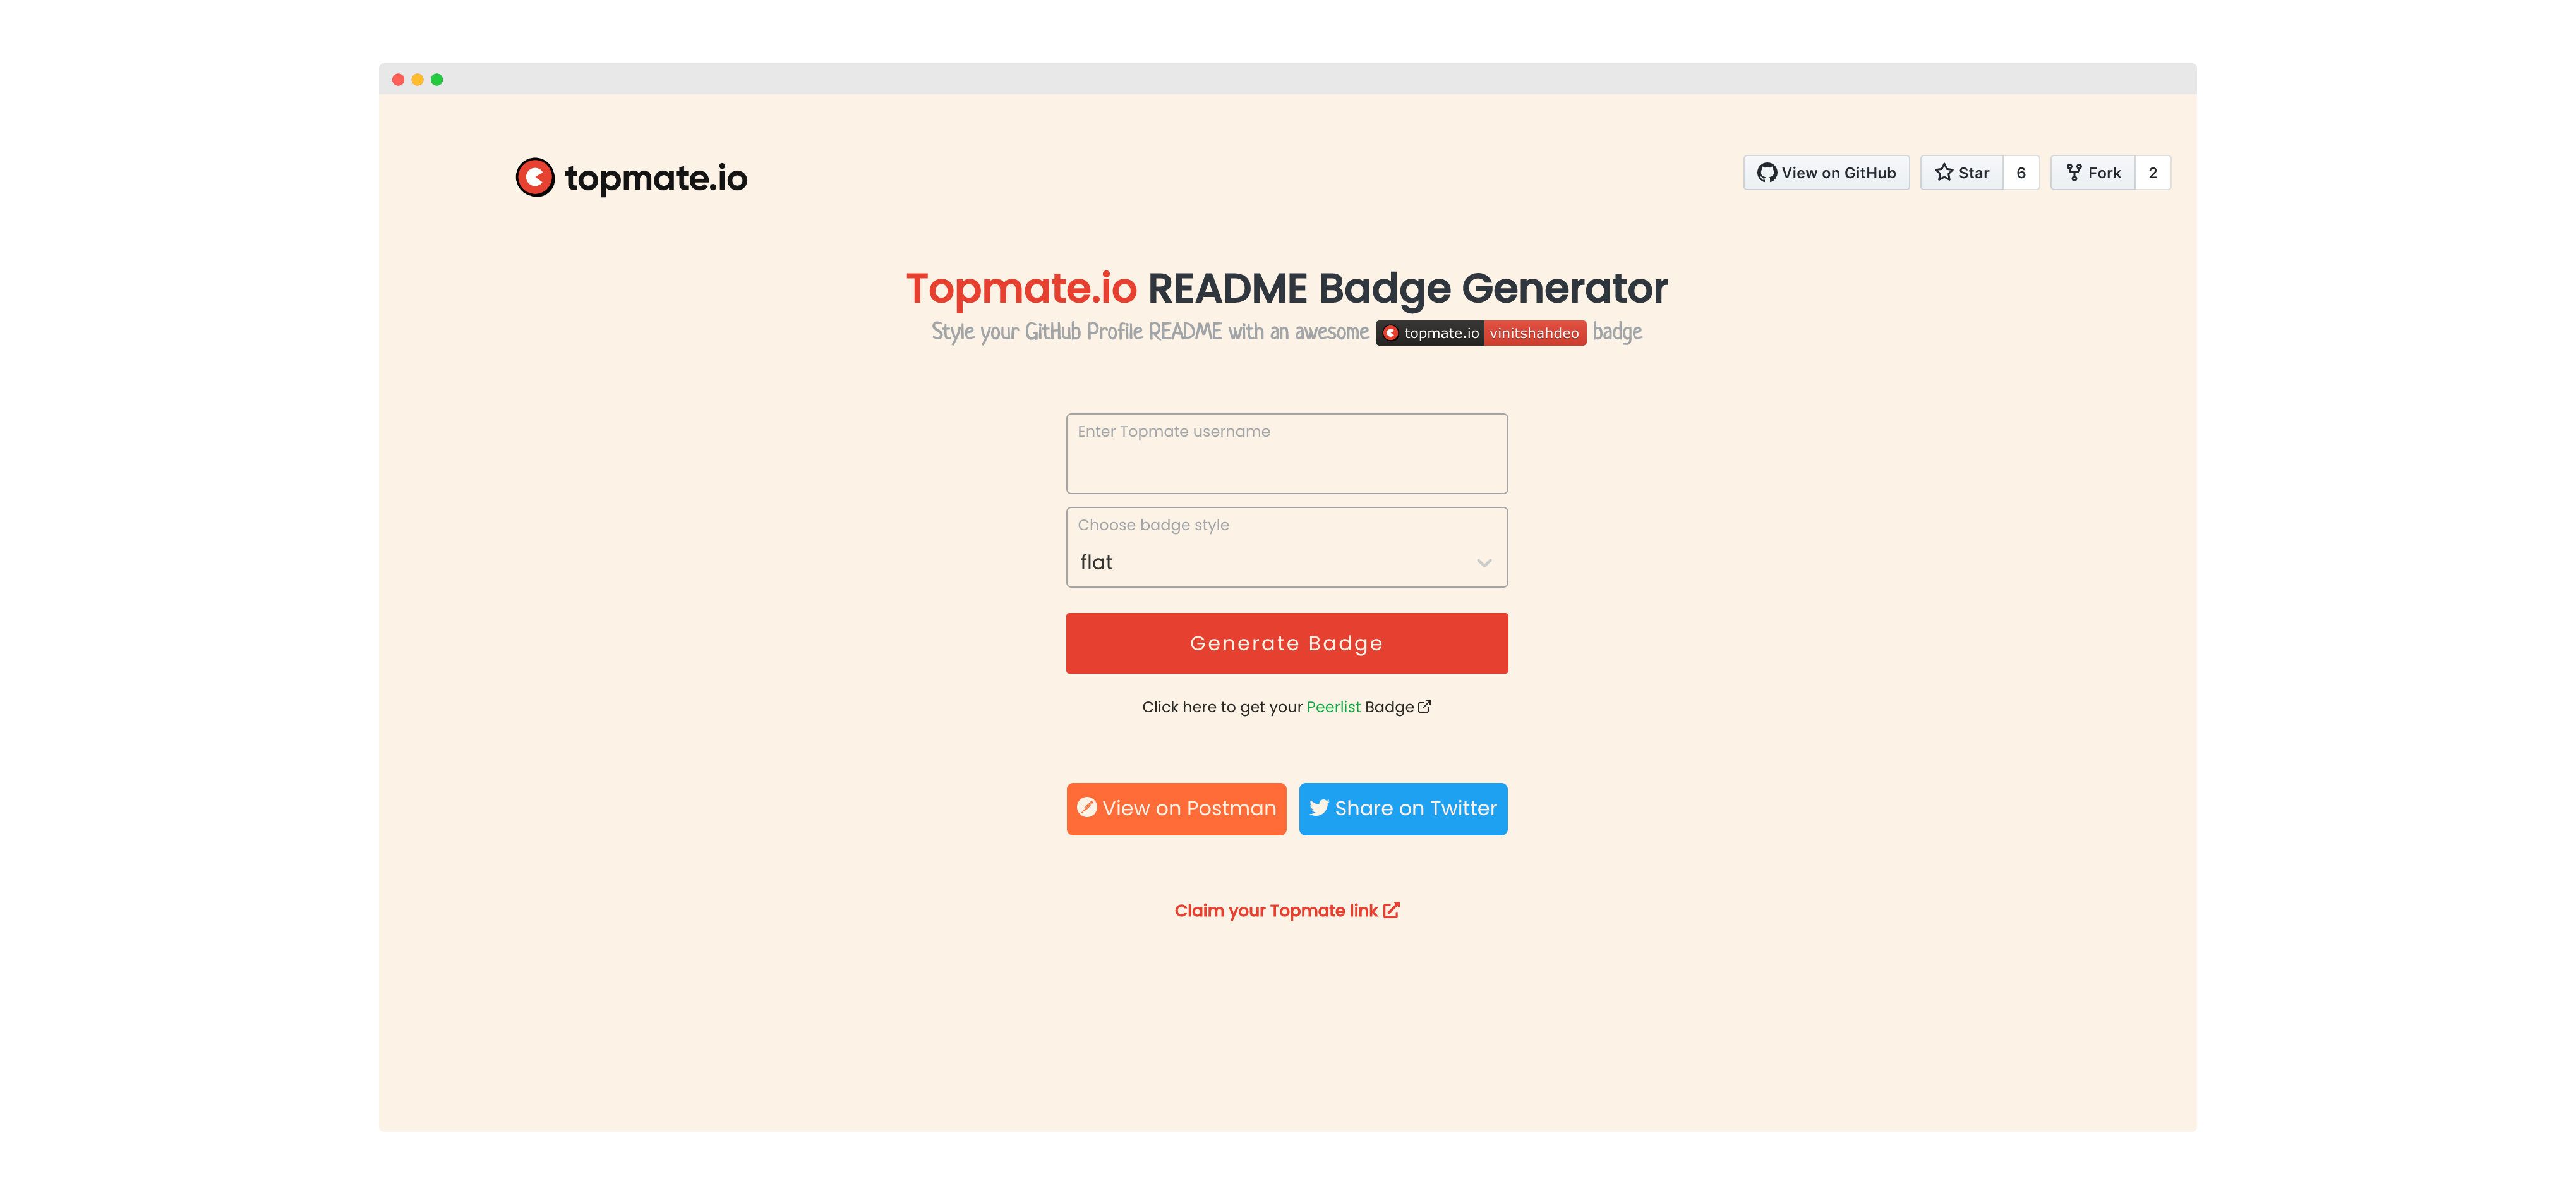 topmate.io
View on GitHub
Star 6
Fork 2
Topmate.io README Badge Generator
Style your GitHub Profile README with an awesome topmate.io vinitshahdeo badge
Enter Topmate username
Choose badge style
flat
Generate Badge
Click here to get your Peerlist Badge
View on Postman
Share on Twitter
Claim your Topmate link